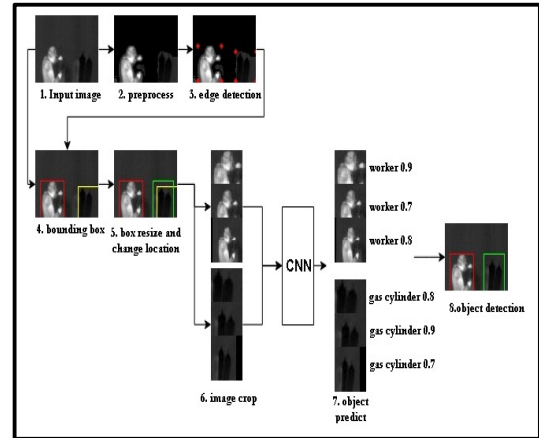 1. Input image
2. preprocess
3. edge detection
4. bounding box
5. box resize and
change location
6. image crop
CNN
worker 0.9
worker 0.7
worker 0.8
gas cylinder 0.8
gas cylinder 0.9
gas cylinder 0.7
7. object
predict
8.object detection